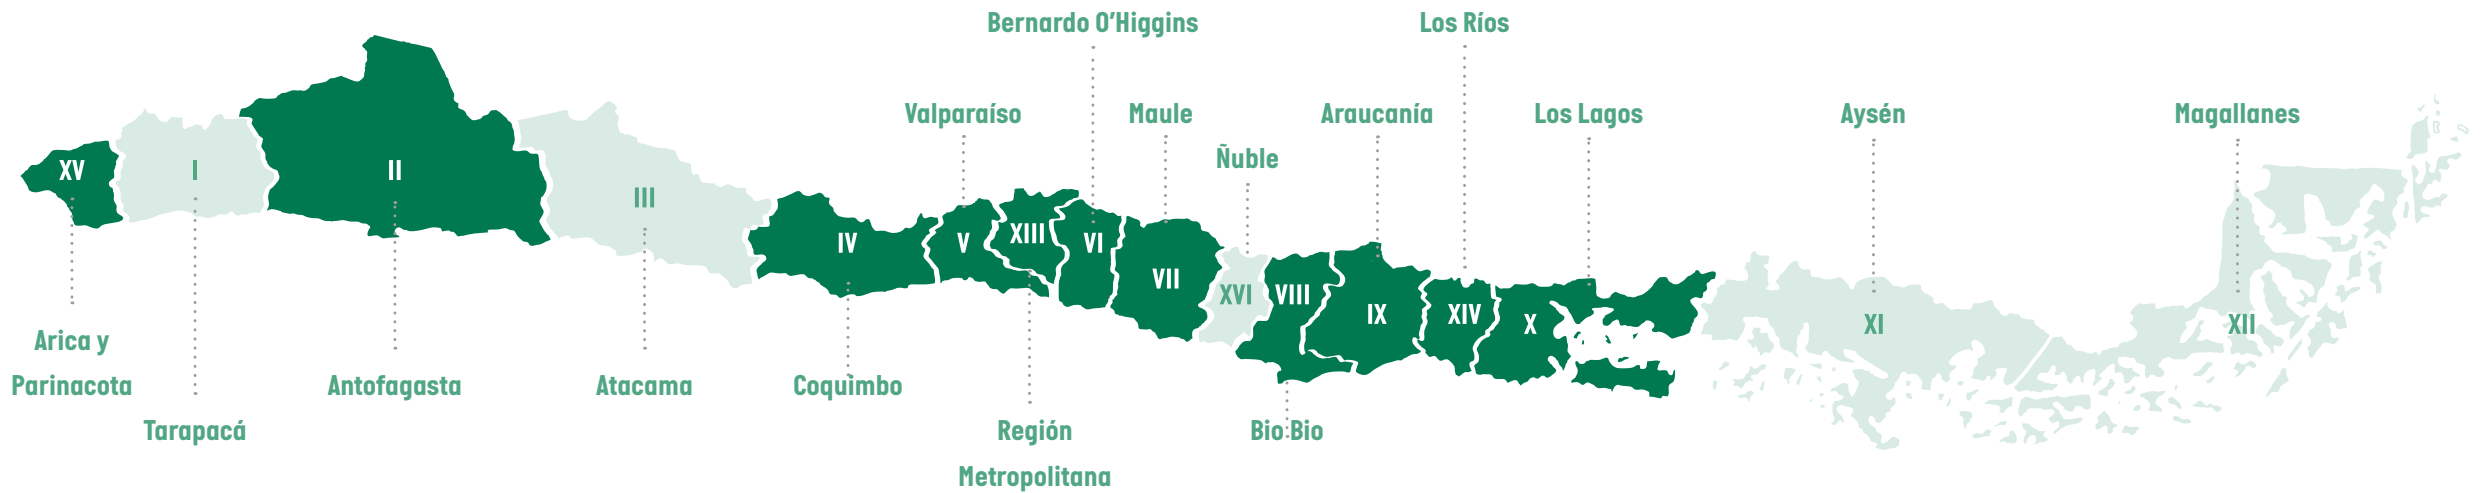 Bernardo O'Higgins
Los Ríos
Valparaíso
Maule
Araucanía
Los Lagos
Aysén
Magallanes
Ñuble
XV
I
II
III
IV
V
XIII
VI
VII
XVI
VIII
IX
XIV
X
XI
XII
Arica y
Parinacota
Tarapacá
Antofagasta
Atacama
Coquimbo
Región
Metropolitana
Bio Bio